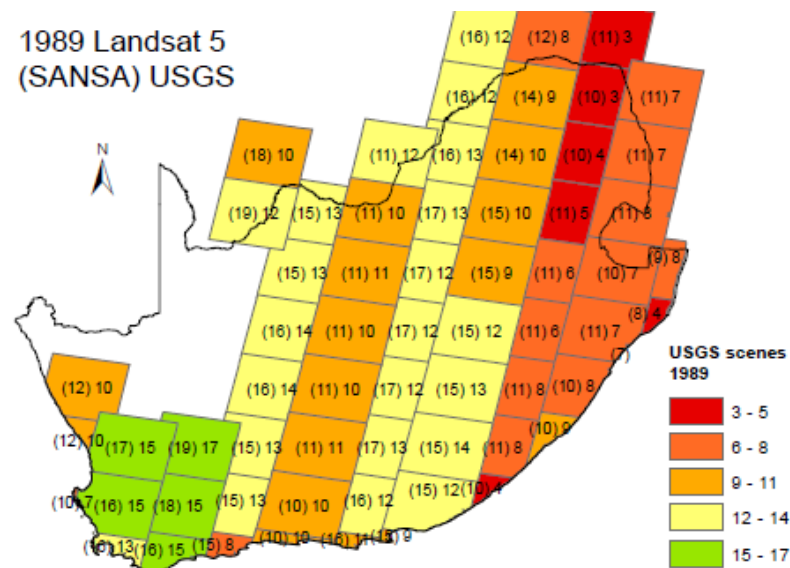 1989 Landsat 5
(SANSA) USGS
N
(16) 12 (12) 8 (11) 3
(16) 12 (14) 9 (10) 3 (11) 7
(18) 10 (11) 12 (16) 13 (14) 10 (10) 4 (11) 7
(19) 12 (15) 13 (11) 10 (17) 13 (15) 10 (11) 5 (11) 8
(15) 13 (11) 11 (17) 12 (15) 9 (11) 6 (10) 7 (9) 8
(16) 14 (11) 10 (17) 12 (15) 12 (11) 6 (11) 7 (8) 4
(7)
(12) 10 (16) 14 (11) 10 (17) 12 (15) 13 (11) 8 (10) 8
(12) 10 (17) 15 (19) 17 (15) 13 (11) 11 (17) 13 (15) 14 (11) 8 (10) 9
(10) 7 (16) 15 (18) 15 (15) 13 (10) 10 (16) 12 (15) 12 (10) 4
(16) 13 (16) 15 (15) 8 (10) 10 (16) 11 9
USGS scenes
1989
3 - 5
6 - 8
9 - 11
12 - 14
15 - 17